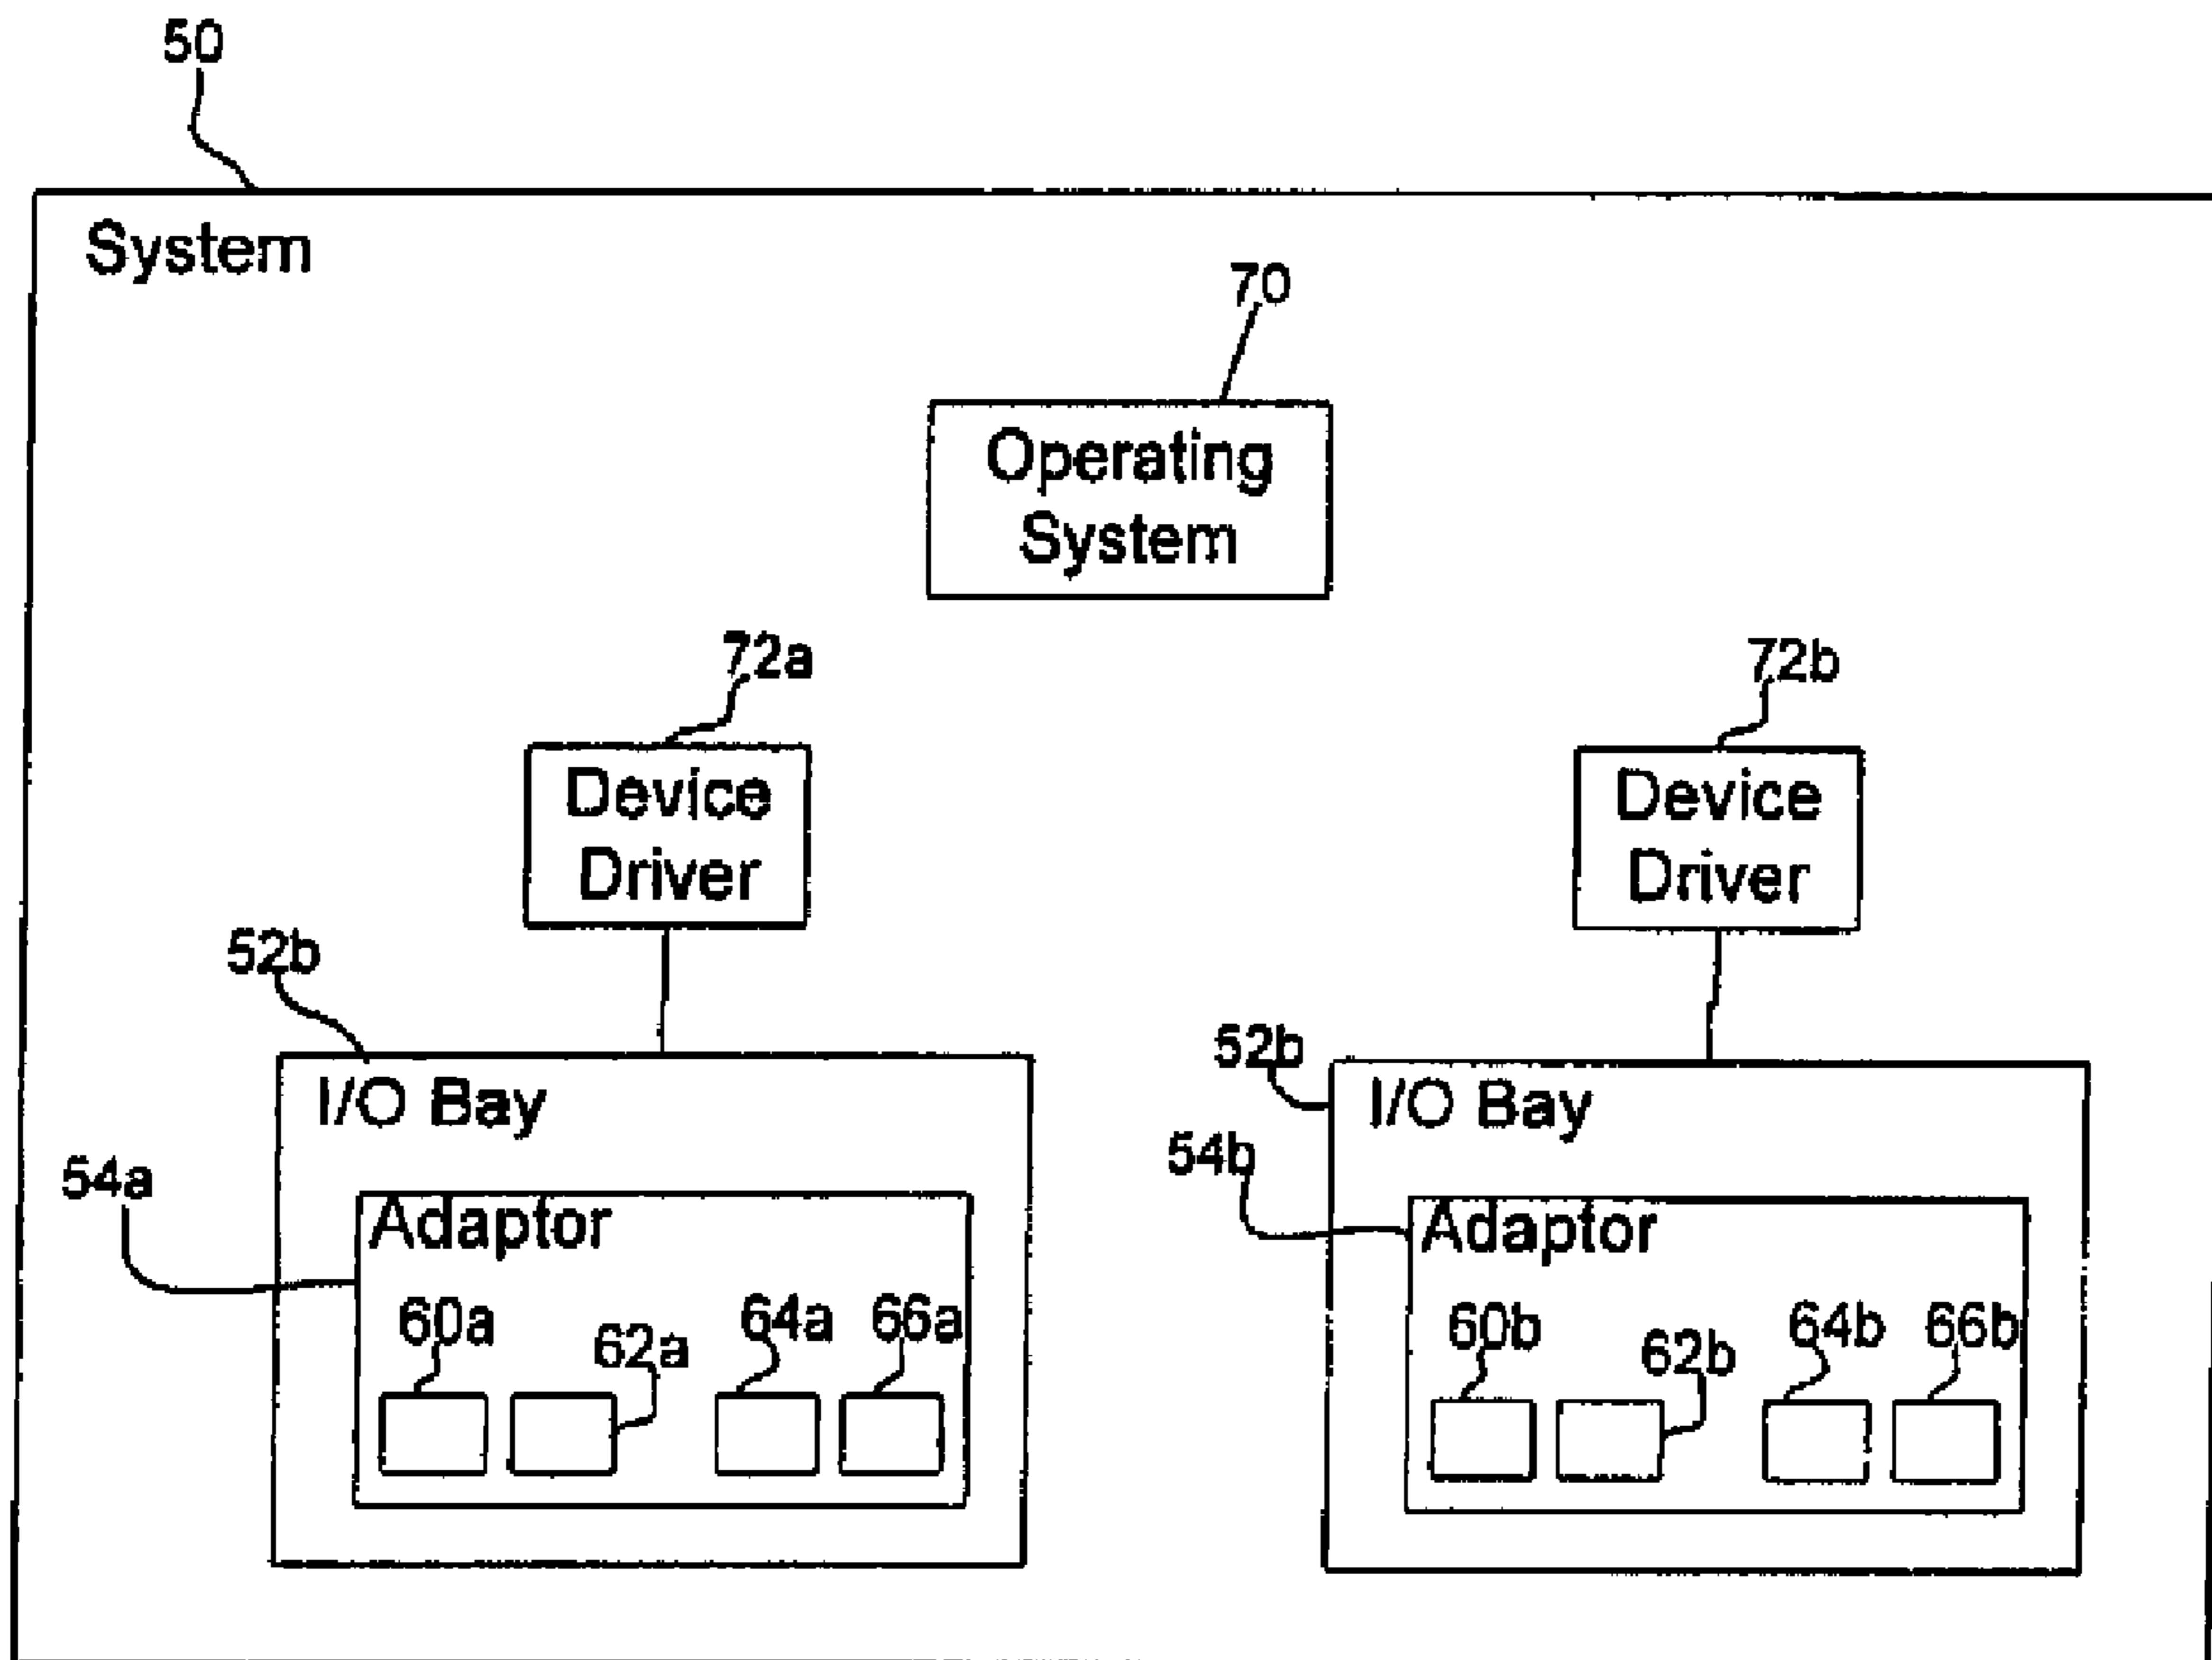 50
System
70
Operating
System
72a
72b
Device
Driver
Device
Driver
52b
52b
I/O Bay
I/O Bay
54a
54b
Adaptor
Adaptor
60a
62a
64a
66a
60b
62b
64b
66b